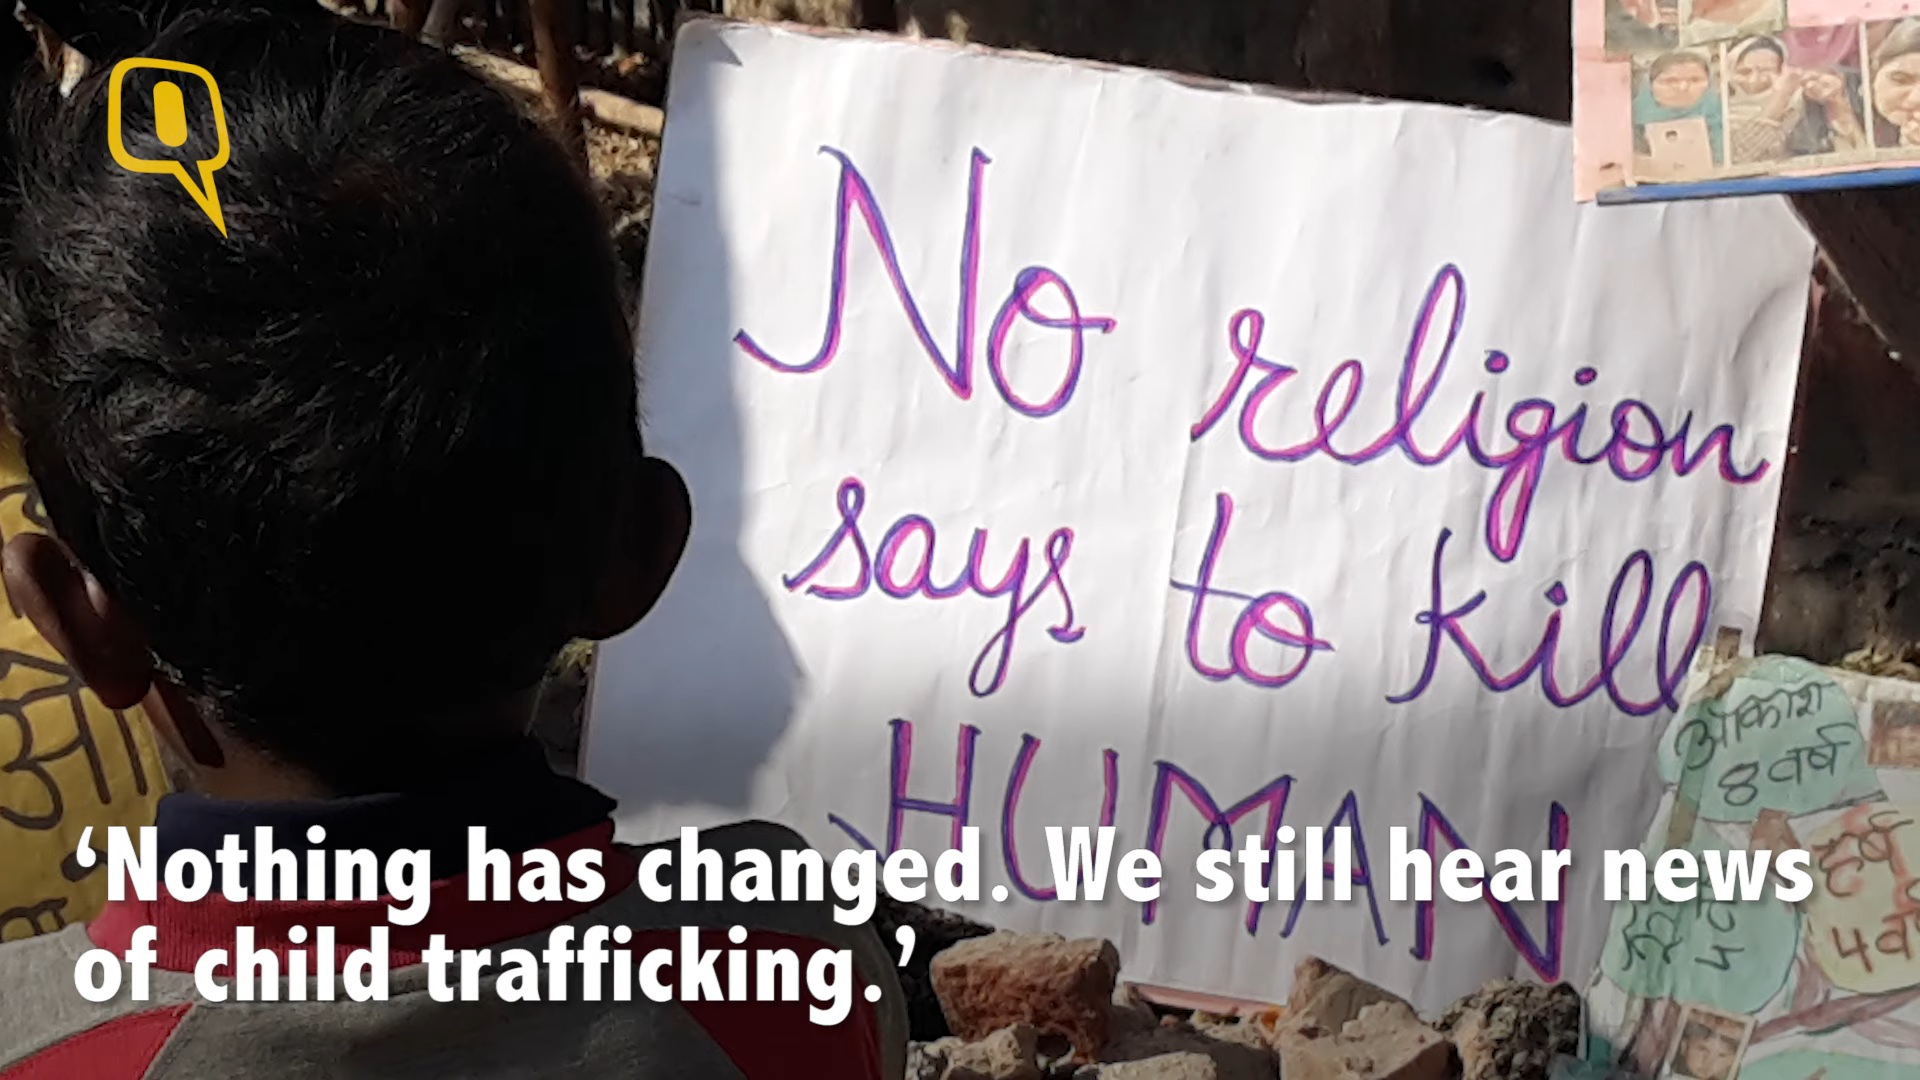 No religion
says to kill
HUMAN
आकाश
8 वर्ष
हर्ष
4 व
‘Nothing has changed. We still hear news
of child trafficking.’